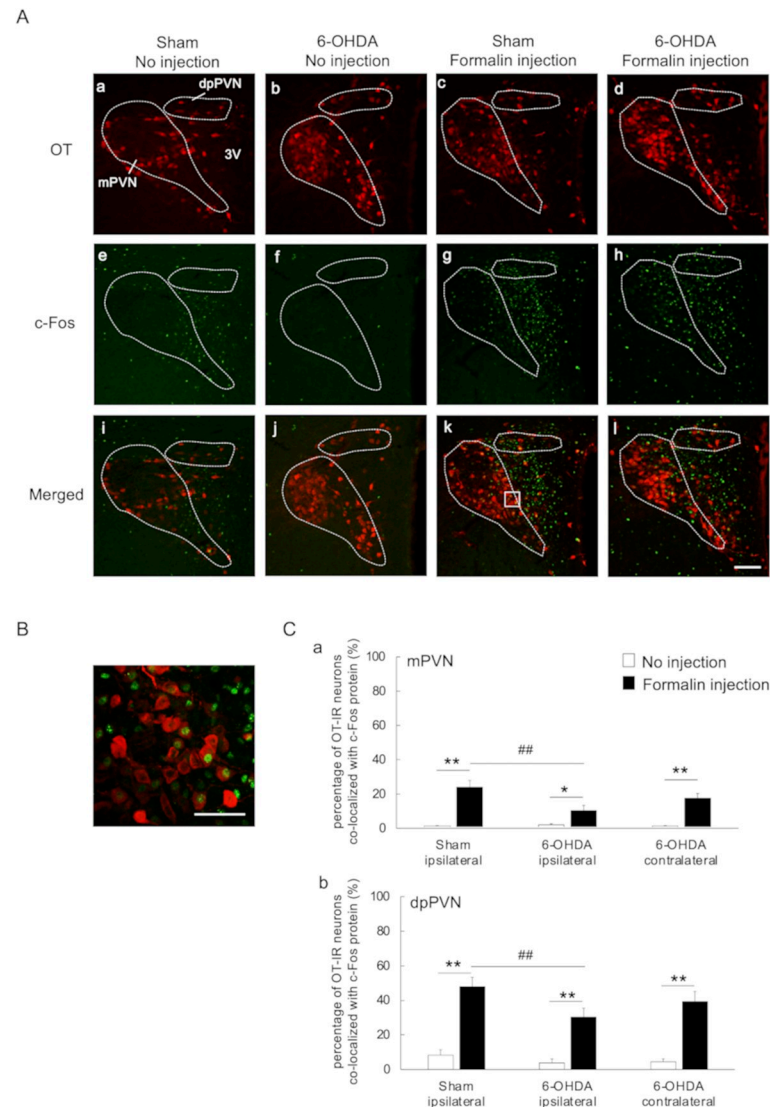 A
Sham
No injection
6-OHDA
No injection
Sham
Formalin injection
6-OHDA
Formalin injection
OT
a
dpPVN
3V
mPVN
b
c
d
c-Fos
e
f
g
h
Merged
i
j
k
l
B
C
a
percentage of OT-IR neurons
co-localized with c-Fos protein (%)
100
80
60
40
20
0
mPVN
No injection
Formalin injection
**
##
*
**
Sham
ipsilateral
6-OHDA
ipsilateral
6-OHDA
contralateral
b
percentage of OT-IR neurons
co-localized with c-Fos protein (%)
100
80
60
40
20
0
dpPVN
**
##
**
**
Sham
ipsilateral
6-OHDA
ipsilateral
6-OHDA
contralateral